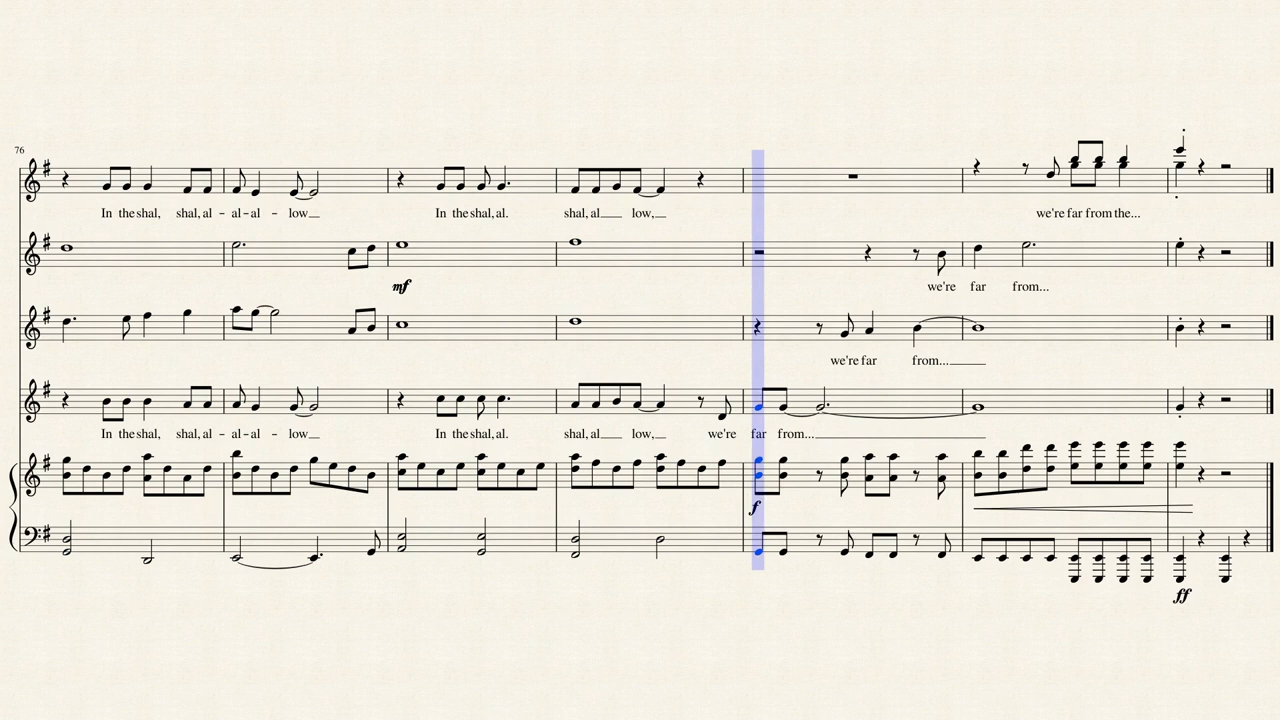 76
In the shal, shal, al - al - al - low In the shal, al. shal, al low, we're far from the...
mf we're far from...
we're far from...
In the shal, shal, al - al - al - low In the shal, al. shal, al low, we're far from...
f
ff